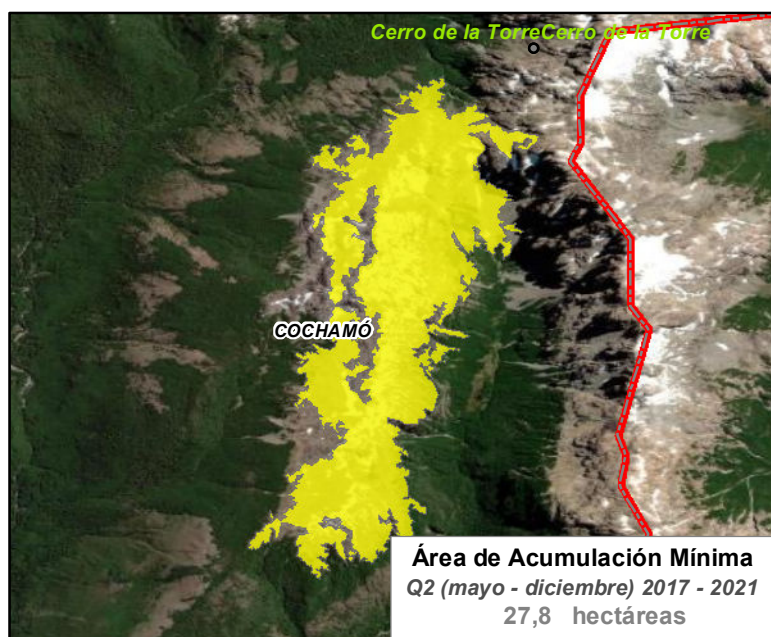 Cerro de la TorreCerro de la Torre
COCHAMÓ
Área de Acumulación Mínima
Q2 (mayo - diciembre) 2017 - 2021
27,8 hectáreas